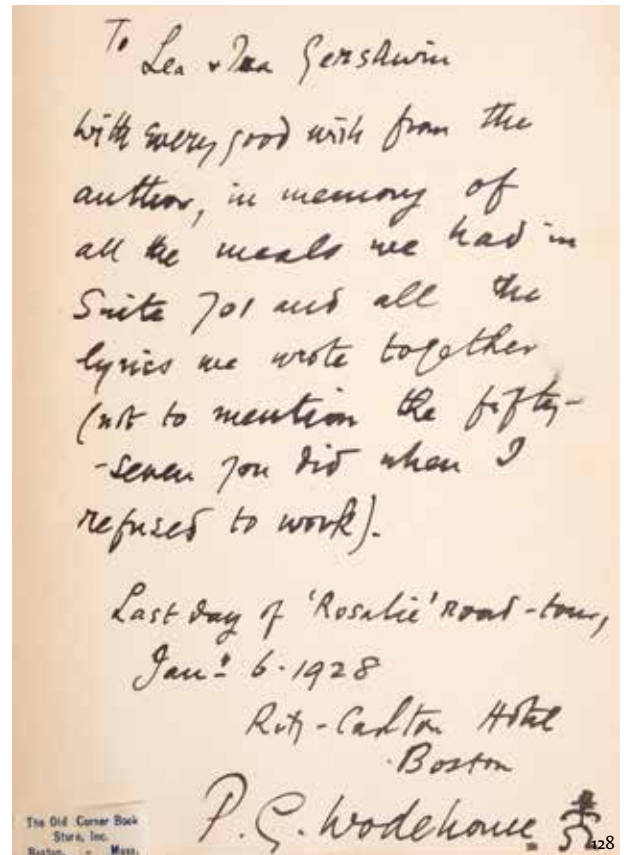 To Lea & Ira Gershwin
with every good wish from the
author, in memory of
all the meals we had in
Suite 701 and all the
lyrics we wrote together
(not to mention the fifty-
-seven you did when I
refused to work).
Last day of 'Rosalie' road-tour,
Jan: 6. 1928
Ritz-Carlton Hotel
Boston
P. G. Wodehouse
The Old Corner Book
Store, Inc.
Boston, - Mass.
128